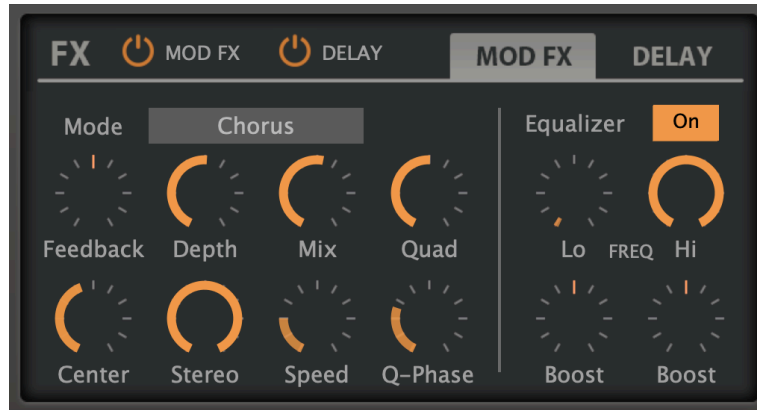 FX MOD FX DELAY MOD FX DELAY
Mode Chorus Equalizer On
Feedback Depth Mix Quad Lo FREQ Hi
Center Stereo Speed Q-Phase Boost Boost